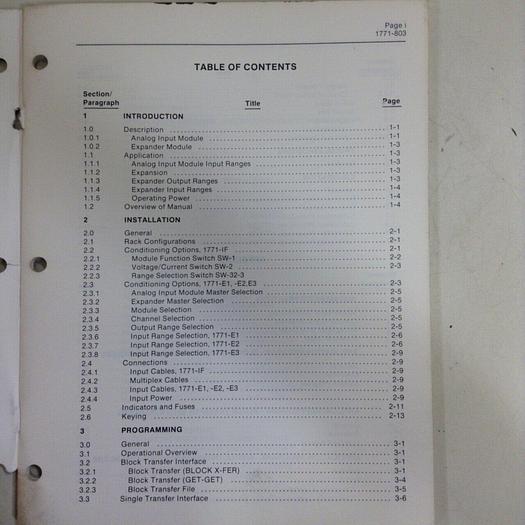 Page i
1771-803
TABLE OF CONTENTS
Section/
Paragraph Title Page
1 INTRODUCTION
1.0 Description 1-1
1.0.1 Analog Input Module 1-1
1.0.2 Expander Module 1-3
1.1 Application 1-3
1.1.1 Analog Input Module Input Ranges 1-3
1.1.2 Expansion 1-3
1.1.3 Expander Output Ranges 1-3
1.1.4 Expander Input Ranges 1-4
1.1.5 Operating Power 1-4
1.2 Overview of Manual 1-4
2 INSTALLATION
2.0 General 2-1
2.1 Rack Configurations 2-1
2.2 Conditioning Options, 1771-IF 2-1
2.2.1 Module Function Switch SW-1 2-2
2.2.2 Voltage/Current Switch SW-2 2-3
2.2.3 Range Selection Switch SW-32-3
2.3 Conditioning Options, 1771-E1, -E2,E3 2-3
2.3.1 Analog Input Module Master Selection 2-5
2.3.2 Expander Master Selection 2-5
2.3.3 Module Selection 2-5
2.3.4 Channel Selection 2-5
2.3.5 Output Range Selection 2-5
2.3.6 Input Range Selection, 1771-E1 2-6
2.3.7 Input Range Selection, 1771-E2 2-6
2.3.8 Input Range Selection, 1771-E3 2-9
2.4 Connections 2-9
2.4.1 Input Cables, 1771-IF 2-9
2.4.2 Multiplex Cables 2-9
2.4.3 Input Cables, 1771-E1, -E2, -E3 2-9
2.4.4 Input Power 2-9
2.5 Indicators and Fuses 2-11
2.6 Keying 2-13
3 PROGRAMMING
3.0 General 3-1
3.1 Operational Overview 3-1
3.2 Block Transfer Interface 3-1
3.2.1 Block Transfer (BLOCK X-FER) 3-1
3.2.2 Block Transfer (GET-GET) 3-4
3.2.3 Block Transfer File 3-5
3.3 Single Transfer Interface 3-6